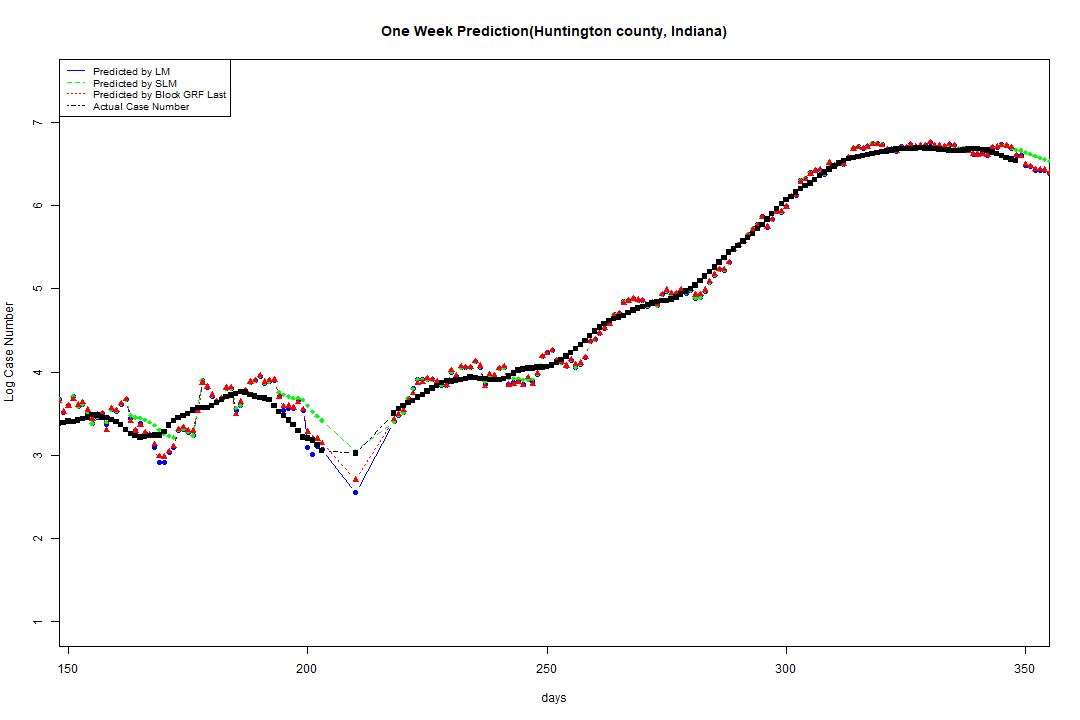 One Week Prediction(Huntington county, Indiana)
Predicted by LM
Predicted by SLM
Predicted by Block GRF Last
Actual Case Number
7
6
5
4
3
2
1
Log Case Number
150 200 250 300 350
days